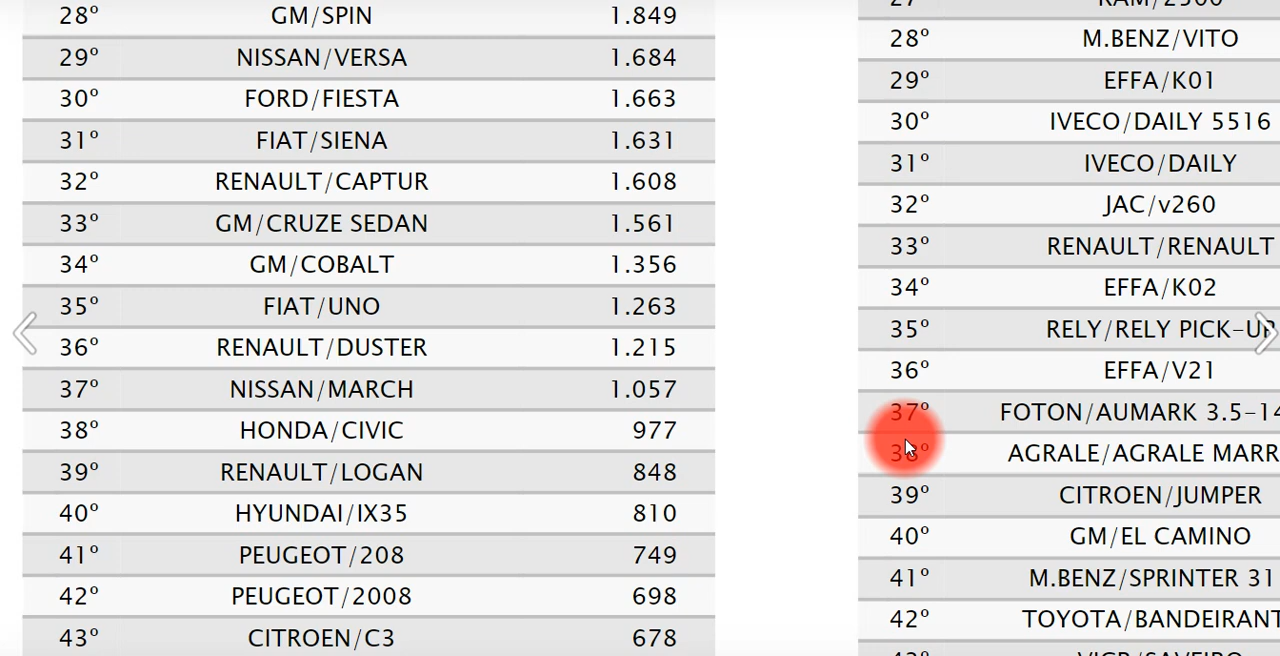 28º GM/SPIN 1.849
29º NISSAN/VERSA 1.684
30º FORD/FIESTA 1.663
31º FIAT/SIENA 1.631
32º RENAULT/CAPTUR 1.608
33º GM/CRUZE SEDAN 1.561
34º GM/COBALT 1.356
35º FIAT/UNO 1.263
36º RENAULT/DUSTER 1.215
37º NISSAN/MARCH 1.057
38º HONDA/CIVIC 977
39º RENAULT/LOGAN 848
40º HYUNDAI/IX35 810
41º PEUGEOT/208 749
42º PEUGEOT/2008 698
43º CITROEN/C3 678
28º M.BENZ/VITO
29º EFFA/K01
30º IVECO/DAILY 5516
31º IVECO/DAILY
32º JAC/v260
33º RENAULT/RENAULT
34º EFFA/K02
35º RELY/RELY PICK-UP
36º EFFA/V21
37º FOTON/AUMARK 3.5-14
38º AGRALE/AGRALE MARR
39º CITROEN/JUMPER
40º GM/EL CAMINO
41º M.BENZ/SPRINTER 31
42º TOYOTA/BANDEIRANT